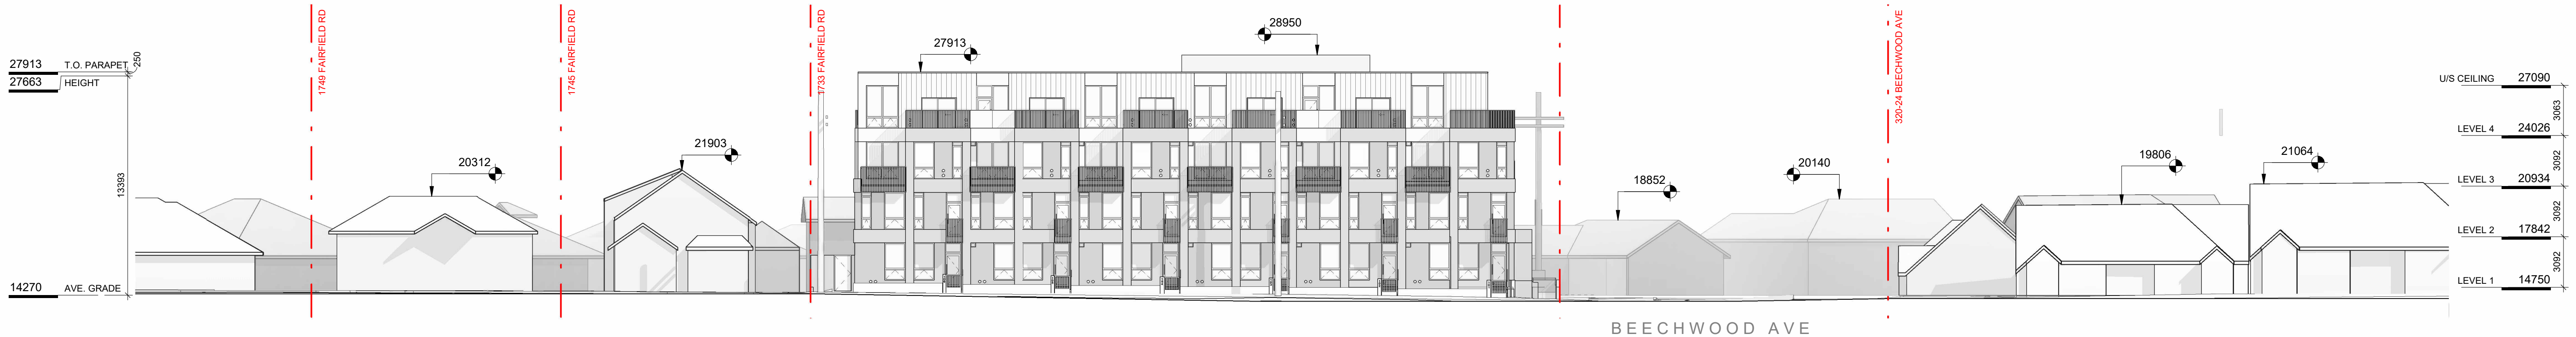 27913 T.O. PARAPET
250
27663 HEIGHT
13393
14270 AVE. GRADE
1749 FAIRFIELD RD
20312
1745 FAIRFIELD RD
21903
1733 FAIRFIELD RD
27913
28950
18852
20140
320-24 BEECHWOOD AVE
19806
21064
U/S CEILING 27090
3063
LEVEL 4 24026
3092
LEVEL 3 20934
3092
LEVEL 2 17842
3092
LEVEL 1 14750
BEECHWOOD AVE